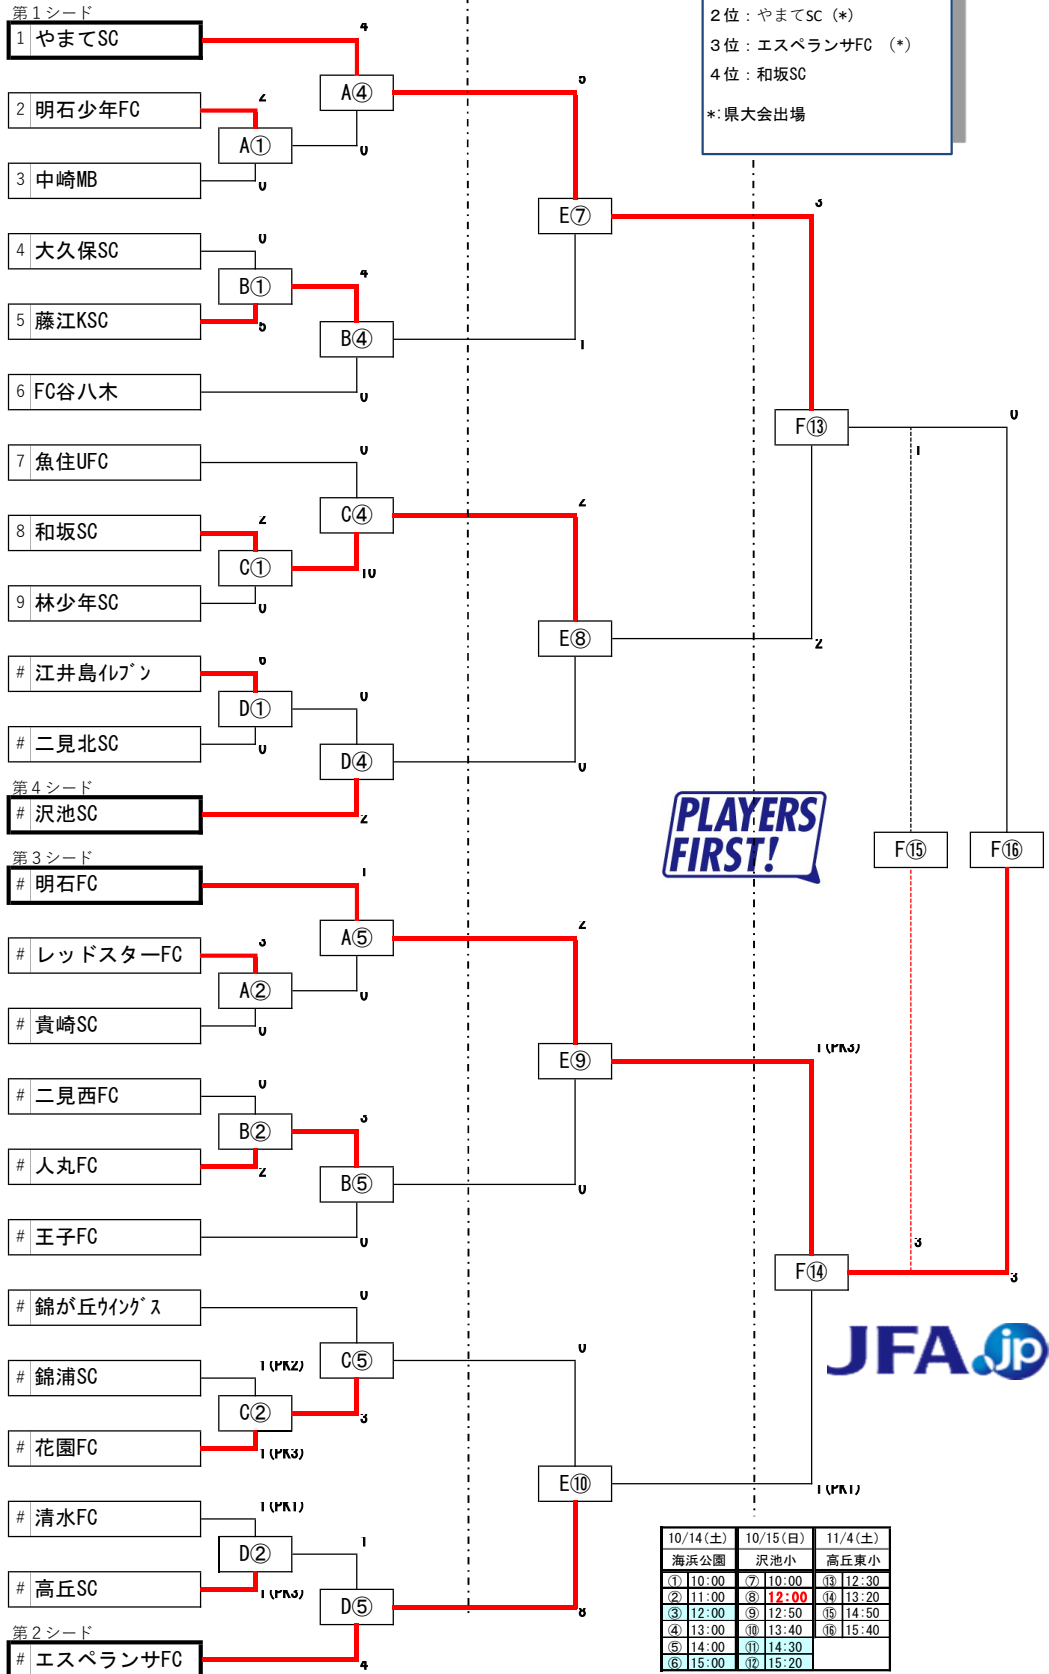 第１シード
1 やまてSC
2 明石少年FC
3 中崎MB
4 大久保SC
5 藤江KSC
6 FC谷八木
7 魚住UFC
8 和坂SC
9 林少年SC
# 江井島ｲﾚﾌﾞﾝ
# 二見北SC
第４シード
# 沢池SC
第３シード
# 明石FC
# レッドスターFC
# 貴崎SC
# 二見西FC
# 人丸FC
# 王子FC
# 錦が丘ｳｲﾝｸﾞｽ
# 錦浦SC
# 花園FC
# 清水FC
# 高丘SC
第２シード
# エスペランサFC
A①
2
0
B①
0
5
C①
2
0
D①
6
0
A②
3
0
B②
0
2
C②
1(PK2)
1(PK3)
D②
1(PK1)
1(PK3)
A④
4
0
B④
4
0
C④
0
10
D④
0
2
A⑤
1
0
B⑤
3
0
C⑤
0
3
D⑤
1
4
E⑦
5
1
E⑧
2
0
E⑨
2
0
E⑩
0
8
F⑬
3
2
F⑭
1(PK3)
1(PK1)
F⑮
1
3
F⑯
0
3
２位：やまてSC（*）
３位：エスペランサFC （*）
４位：和坂SC
*:県大会出場
PLAYERS
FIRST!
JFA.jp
10/14(土) 10/15(日) 11/4(土)
海浜公園 沢池小 高丘東小
① 10:00 ⑦ 10:00 ⑬ 12:30
② 11:00 ⑧ 12:00 ⑭ 13:20
③ 12:00 ⑨ 12:50 ⑮ 14:50
④ 13:00 ⑩ 13:40 ⑯ 15:40
⑤ 14:00 ⑪ 14:30
⑥ 15:00 ⑫ 15:20